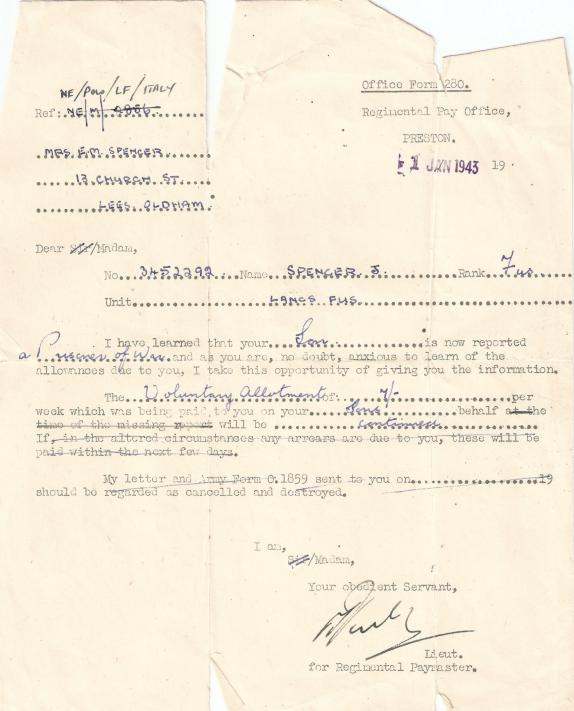 Office Form 280.
NE/POW/LF/ITALY
Ref: NE/M/
Regimental Pay Office,
PRESTON.
MRS. E.M. SPENCER
1 JAN 1943 19
13 CHURCH ST.
LEES OLDHAM
Dear Sir/Madam,
No. 3452292 Name SPENCER J. Rank Fus
Unit LANCS FUS
I have learned that your Son is now reported
a Prisoner of War and as you are, no doubt, anxious to learn of the
allowances due to you, I take this opportunity of giving you the information.
The Voluntary Allotment of: 7/- per
week which was being paid to you on your Sons behalf at the
time of the missing report will be continued
If, in the altered circumstances any arrears are due to you, these will be
paid within the next few days.
My letter and Army Form O.1859 sent to you on 19
should be regarded as cancelled and destroyed.
I am,
Sir/Madam,
Your obedient Servant,
Lieut.
for Regimental Paymaster.